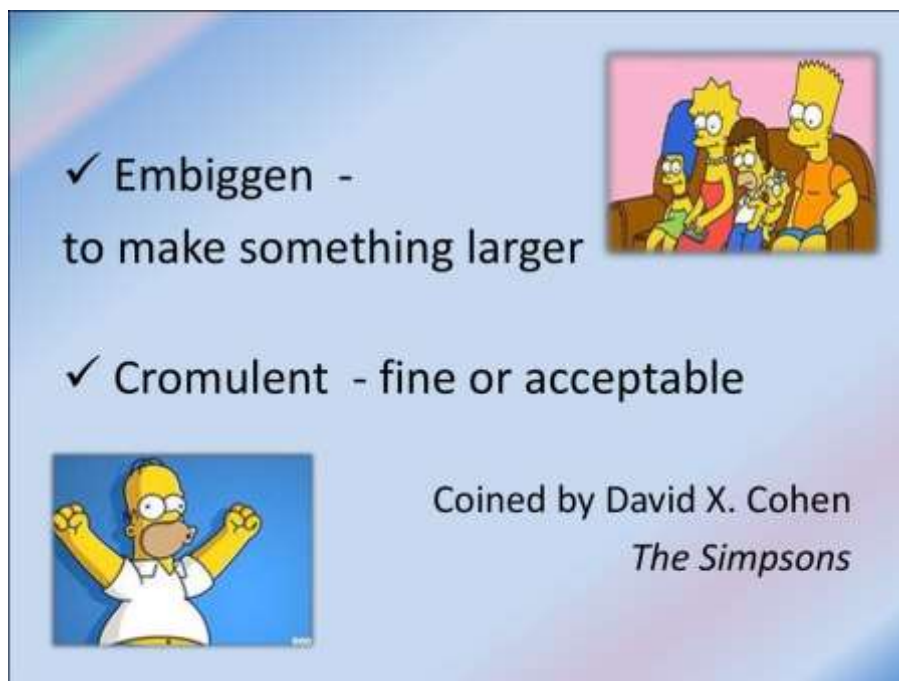 ✓ Embiggen -
to make something larger
✓ Cromulent - fine or acceptable
Coined by David X. Cohen
The Simpsons